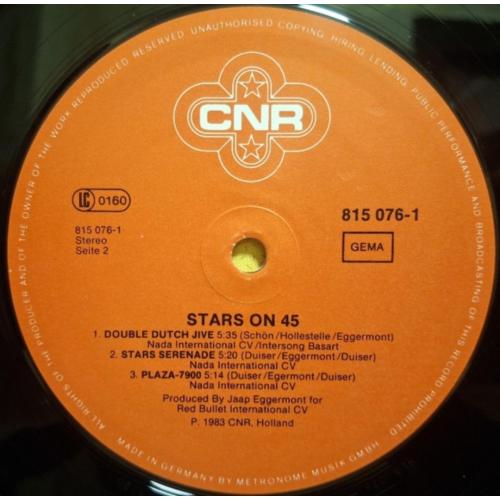 ALL RIGHTS OF THE PRODUCER AND OF THE OWNER OF THE WORK REPRODUCED RESERVED. UNAUTHORISED COPYING, HIRING, LENDING, PUBLIC PERFORMANCE AND BROADCASTING OF THIS RECORD PROHIBITED.
CNR
LC 0160
815 076-1
Stereo
Seite 2
815 076-1
GEMA
STARS ON 45
1. DOUBLE DUTCH JIVE 5:35 (Schön/Hollestelle/Eggermont)
Nada International CV/Intersong Basart
2. STARS SERENADE 5:20 (Duiser/Eggermont/Duiser)
Nada International CV
3. PLAZA-7900 5:14 (Duiser/Egermont/Duiser)
Nada International CV
Produced By Jaap Eggermont for
Red Bullet International CV
P. 1983 CNR, Holland
MADE IN GERMANY BY METRONOME MUSIK GMBH